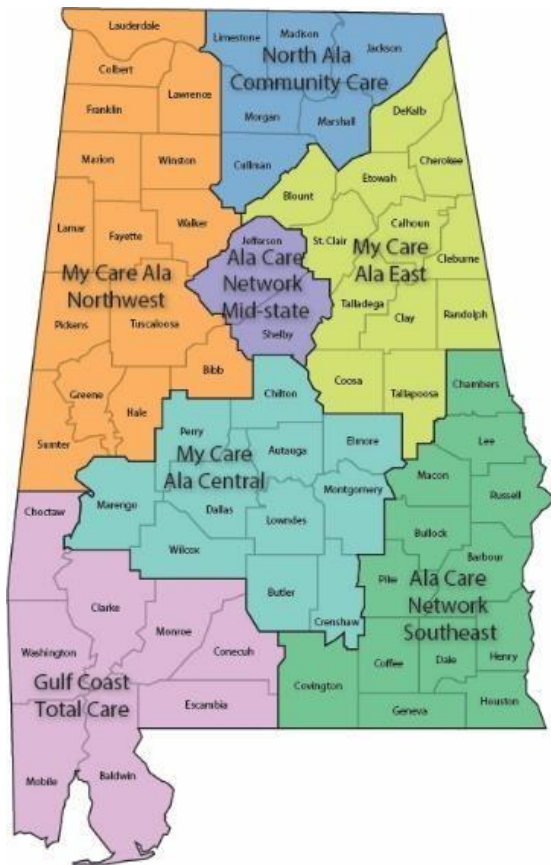 Lauderdale
Limestone
Madison
Jackson
North Ala
Community Care
Colbert
Lawrence
Franklin
Morgan
Marshall
DeKalb
Marion
Winston
Cullman
Cherokee
Etowah
Blount
Lamar
Fayette
Walker
Jefferson
St. Clair
Calhoun
Cleburne
My Care Ala
Northwest
Ala Care
Network
Mid-state
My Care
Ala East
Talladega
Clay
Randolph
Pickens
Tuscaloosa
Shelby
Bibb
Coosa
Tallapoosa
Chambers
Greene
Hale
Chilton
Sumter
Perry
Autauga
Elmore
Lee
My Care
Ala Central
Macon
Russell
Choctaw
Marengo
Dallas
Lowndes
Montgomery
Bullock
Barbour
Wilcox
Pike
Butler
Crenshaw
Clarke
Monroe
Conecuh
Ala Care
Network
Southeast
Washington
Coffee
Dale
Henry
Gulf Coast
Total Care
Escambia
Covington
Geneva
Houston
Mobile
Baldwin